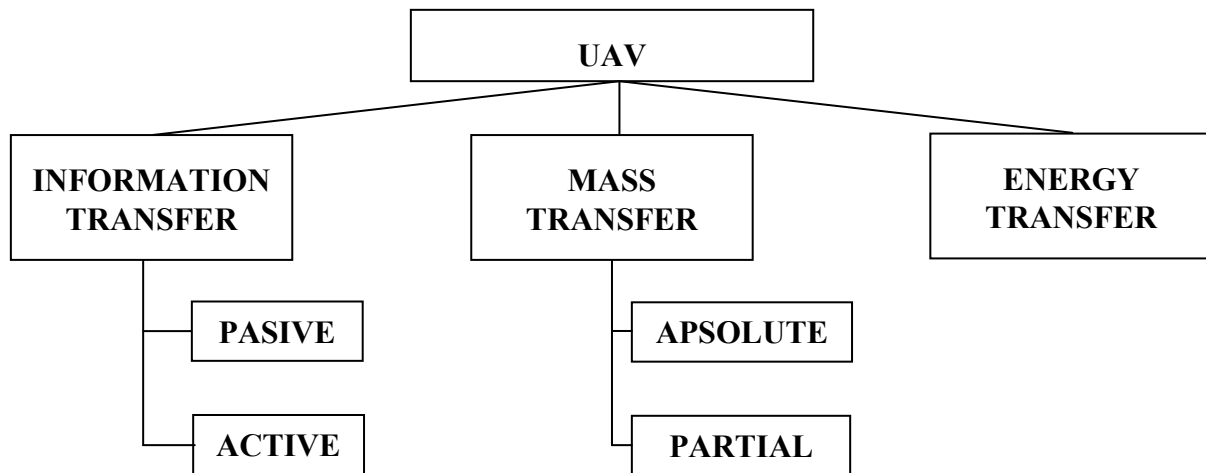 UAV
INFORMATION
TRANSFER
MASS
TRANSFER
ENERGY
TRANSFER
PASIVE
APSOLUTE
ACTIVE
PARTIAL